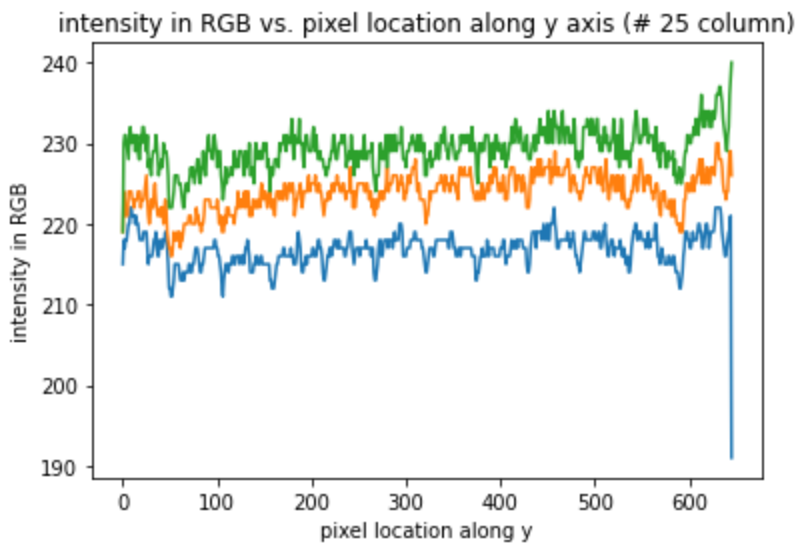 intensity in RGB vs. pixel location along y axis (# 25 column)
240
230
220
210
200
190
intensity in RGB
0 100 200 300 400 500 600
pixel location along y